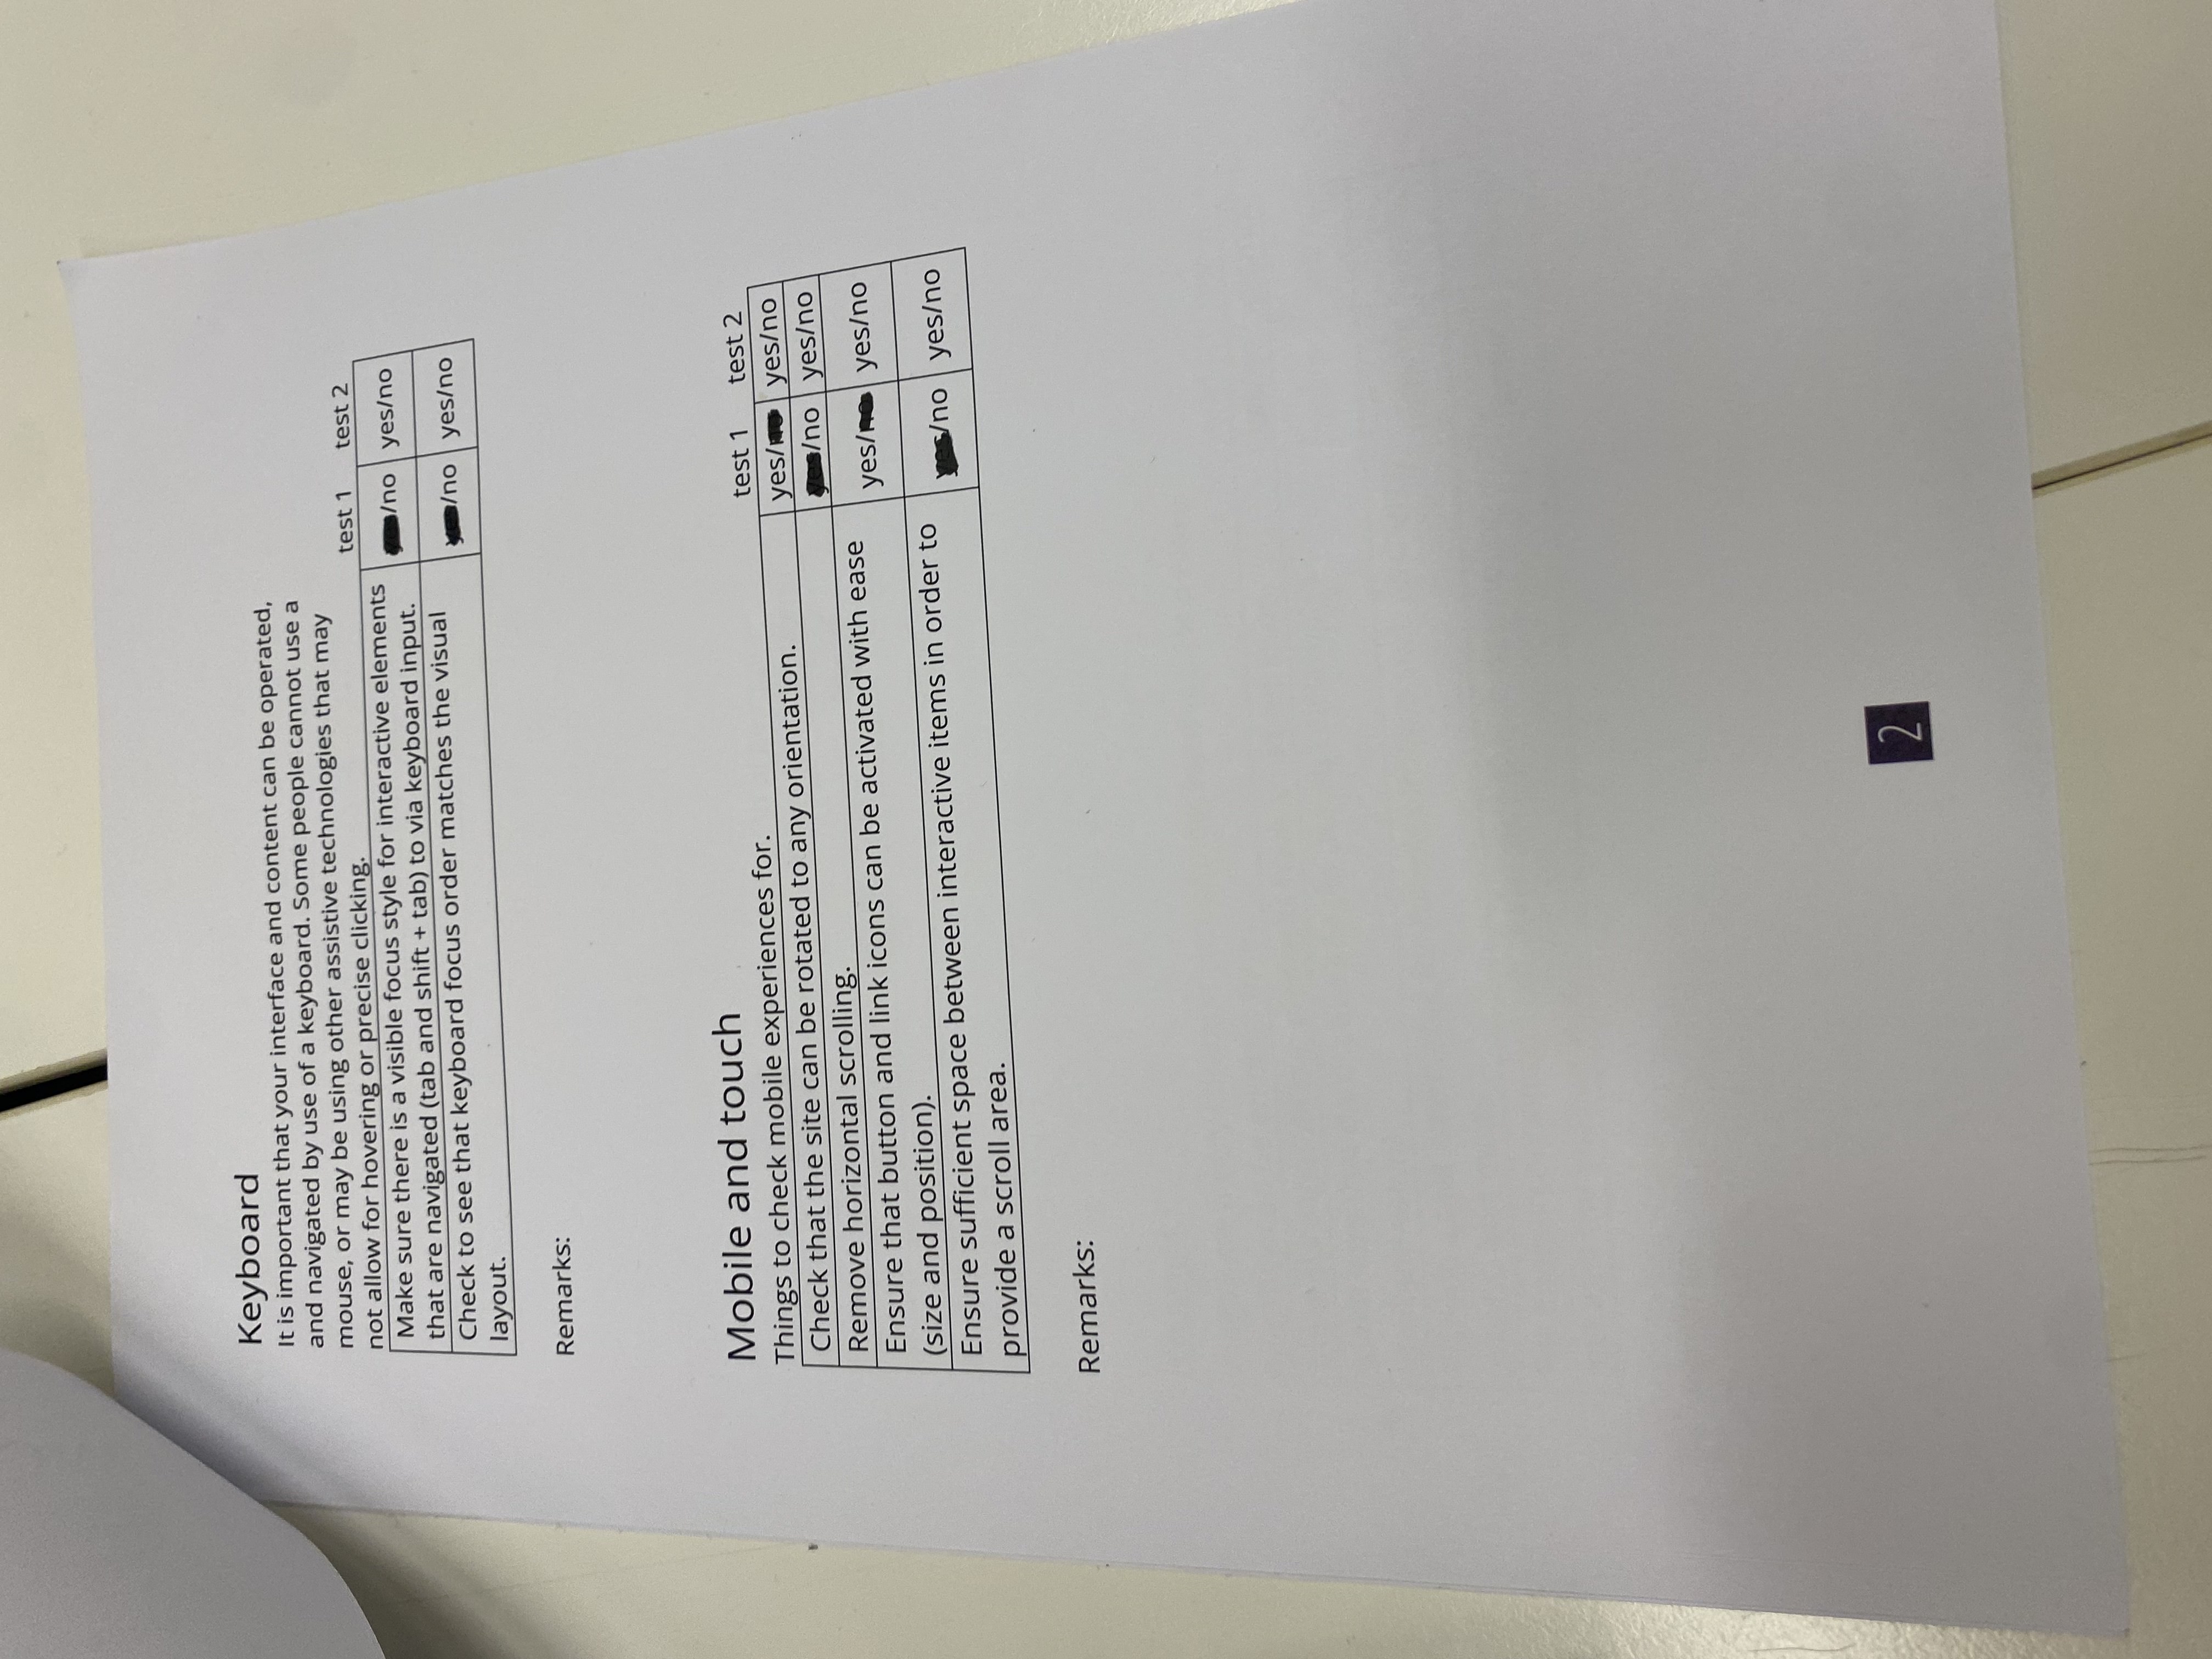 Keyboard
It is important that your interface and content can be operated,
and navigated by use of a keyboard. Some people cannot use a
mouse, or may be using other assistive technologies that may
not allow for hovering or precise clicking.
test 1 test 2
Make sure there is a visible focus style for interactive elements
that are navigated (tab and shift + tab) to via keyboard input.
/no yes/no
Check to see that keyboard focus order matches the visual
layout.
yes/no yes/no
Remarks:
Mobile and touch
Things to check mobile experiences for.
test 1 test 2
Check that the site can be rotated to any orientation.
yes/no yes/no
Remove horizontal scrolling.
yes/no yes/no
Ensure that button and link icons can be activated with ease
(size and position).
yes/no yes/no
Ensure sufficient space between interactive items in order to
provide a scroll area.
yes/no yes/no
Remarks:
2